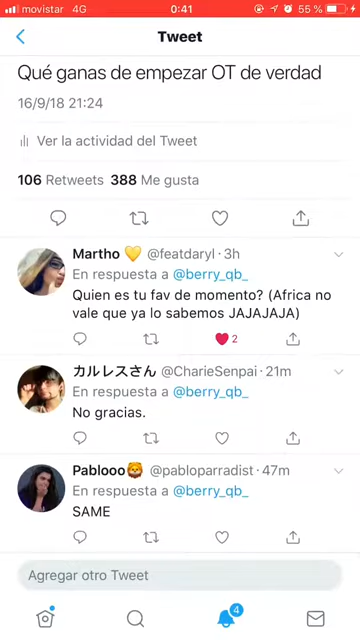 movistar 4G 0:41 55 %
Tweet
Qué ganas de empezar OT de verdad
16/9/18 21:24
Ver la actividad del Tweet
106 Retweets 388 Me gusta
Martho 💛 @featdaryl · 3h
En respuesta a @berry_qb_
Quien es tu fav de momento? (Africa no
vale que ya lo sabemos JAJAJAJA)
2
カルレスさん @CharieSenpai · 21m
En respuesta a @berry_qb_
No gracias.
Pablooo🦁 @pabloparradist · 47m
En respuesta a @berry_qb_
SAME
Agregar otro Tweet
4